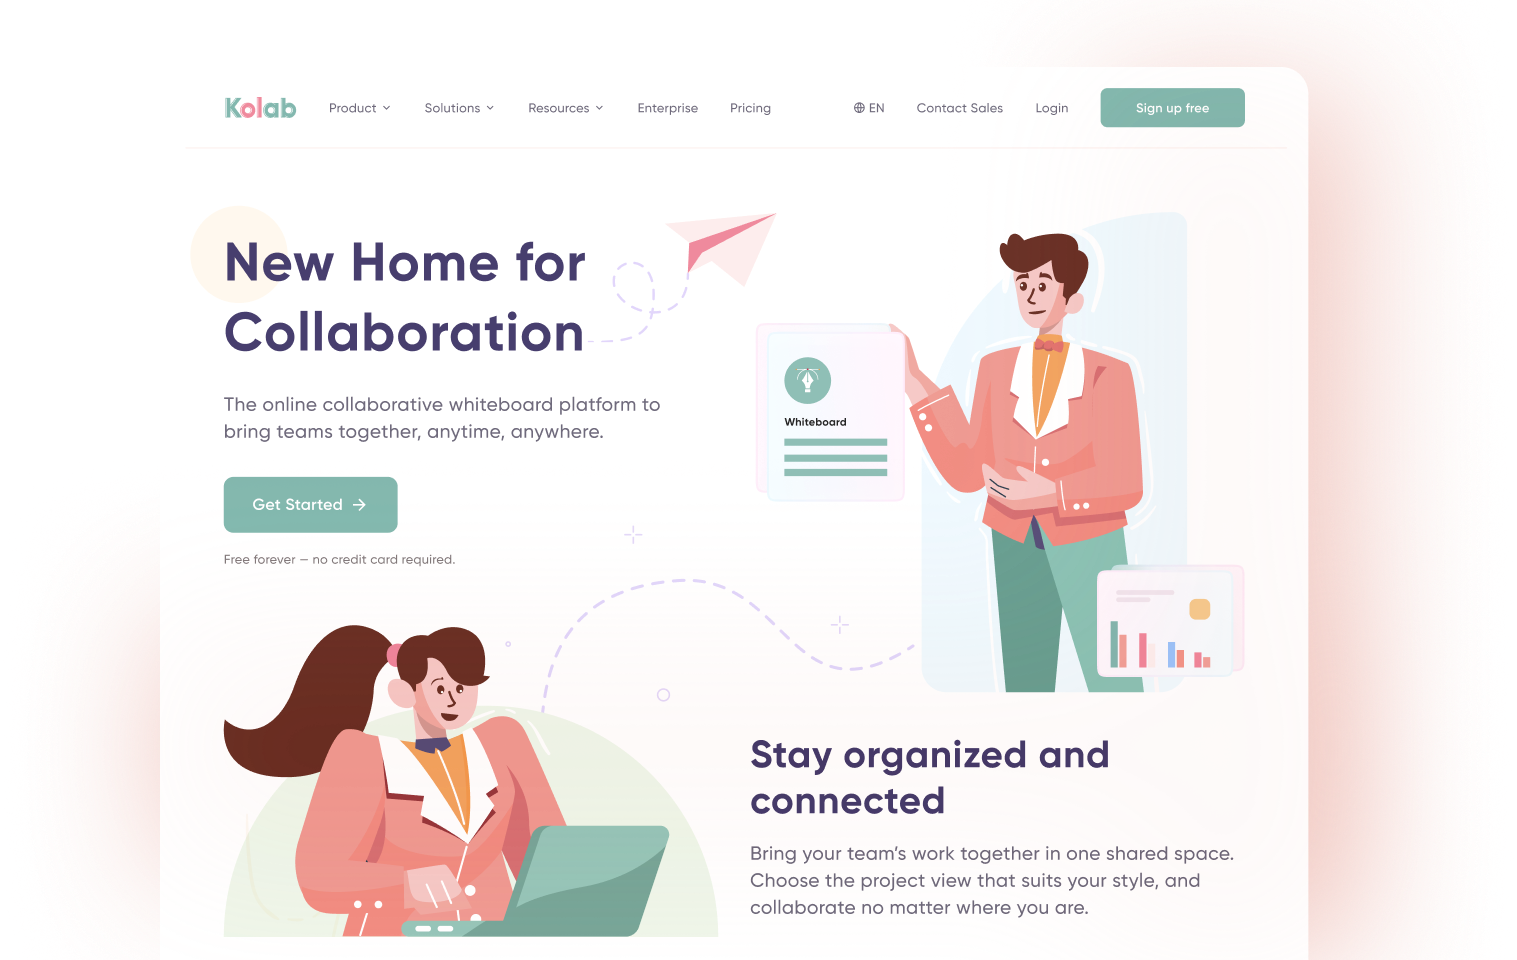 Kolab
Product
Solutions
Resources
Enterprise
Pricing
EN
Contact Sales
Login
Sign up free
New Home for
Collaboration
The online collaborative whiteboard platform to
bring teams together, anytime, anywhere.
Get Started
Free forever — no credit card required.
Whiteboard
Stay organized and
connected
Bring your team’s work together in one shared space.
Choose the project view that suits your style, and
collaborate no matter where you are.